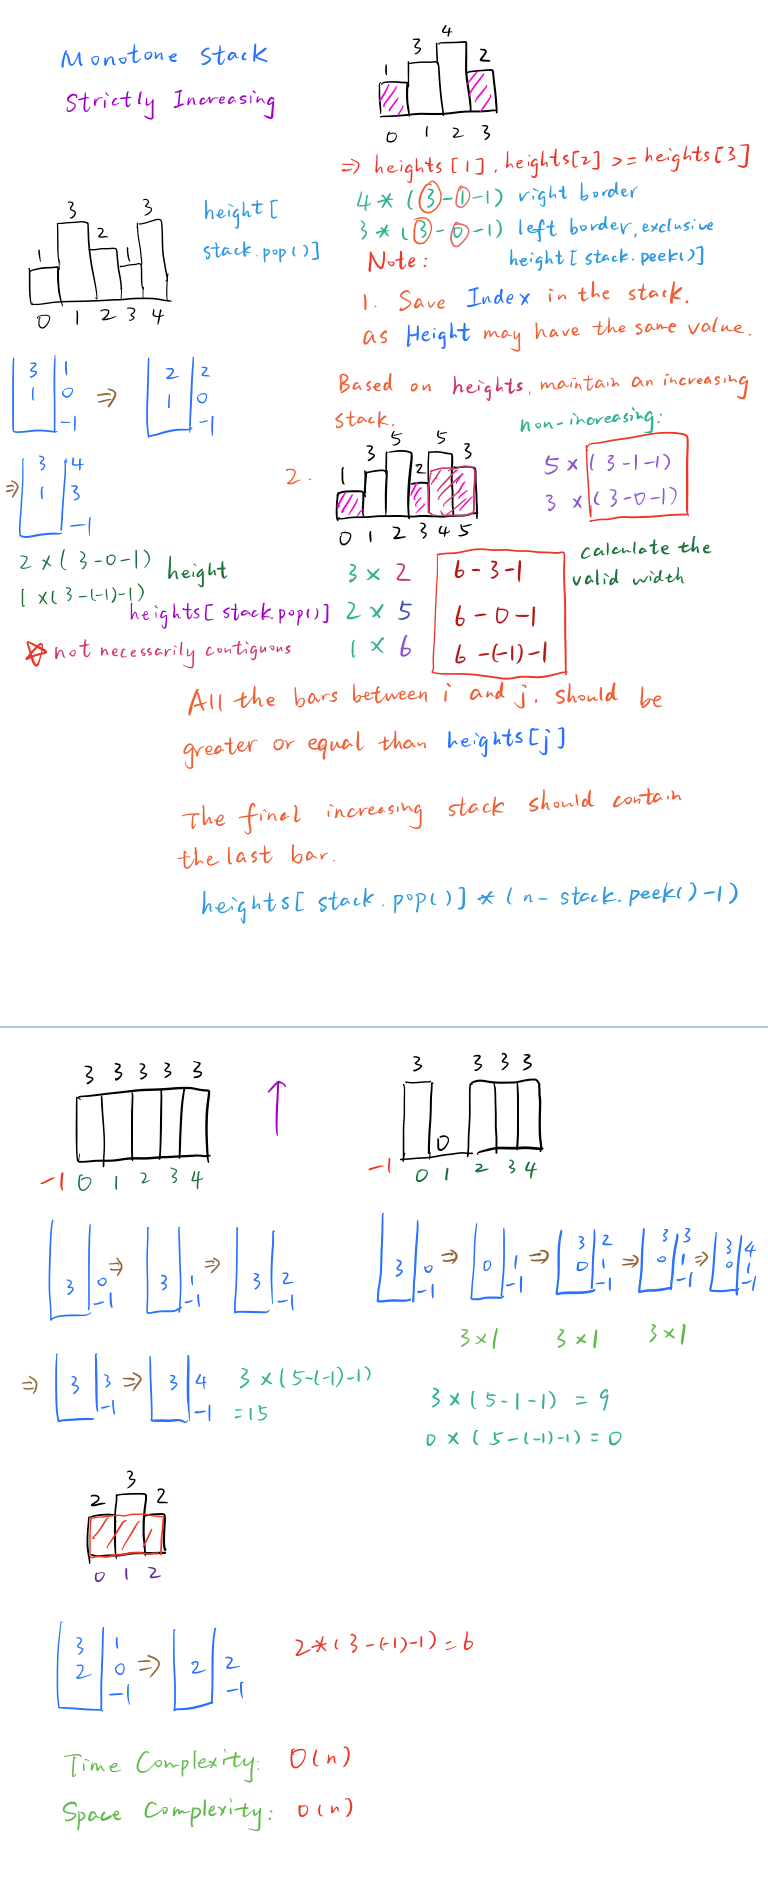 Monotone Stack
Strictly Increasing
1 3 4 2
0 1 2 3
=> heights[1], heights[2] >= heights[3]
4 * (3-1-1) right border
3 * (3-0-1) left border, exclusive
height[stack.peek()]
Note:
1. Save Index in the stack.
as Height may have the same value.
1 3 2 1 3
0 1 2 3 4
height[
stack.pop()]
3 1
1 0
-1
=>
2 2
1 0
-1
=>
3 4
1 3
-1
2 x (3-0-1)
1 x (3-(-1)-1)
height
heights[stack.pop()]
☆ not necessarily contiguous
Based on heights, maintain an increasing
stack.
non-increasing:
2.
1 3 5 2 5 3
0 1 2 3 4 5
5 x (3-1-1)
3 x (3-0-1)
calculate the
valid width
3 x 2 6-3-1
2 x 5 6-0-1
1 x 6 6-(-1)-1
All the bars between i and j. should be
greater or equal than heights[j]
The final increasing stack should contain
the last bar.
heights[stack.pop()] * (n- stack.peek()-1)
3 3 3 3 3
-1 0 1 2 3 4
↑
3 0
-1
=>
3 1
-1
=>
3 2
-1
=>
3 3
-1
=>
3 4
-1
3 x (5-(-1)-1)
=15
3 0 3 3 3
-1 0 1 2 3 4
3 0
-1
=>
0 1
-1
=>
3 2
0 1
-1
=>
3 3
0 1
-1
=>
3 4
0 1
-1
3x1 3x1 3x1
3 x (5-1-1) = 9
0 x (5-(-1)-1) = 0
2 3 2
0 1 2
3 1
2 0
-1
=>
2 2
-1
2*(3-(-1)-1)=6
Time Complexity: O(n)
Space Complexity: O(n)